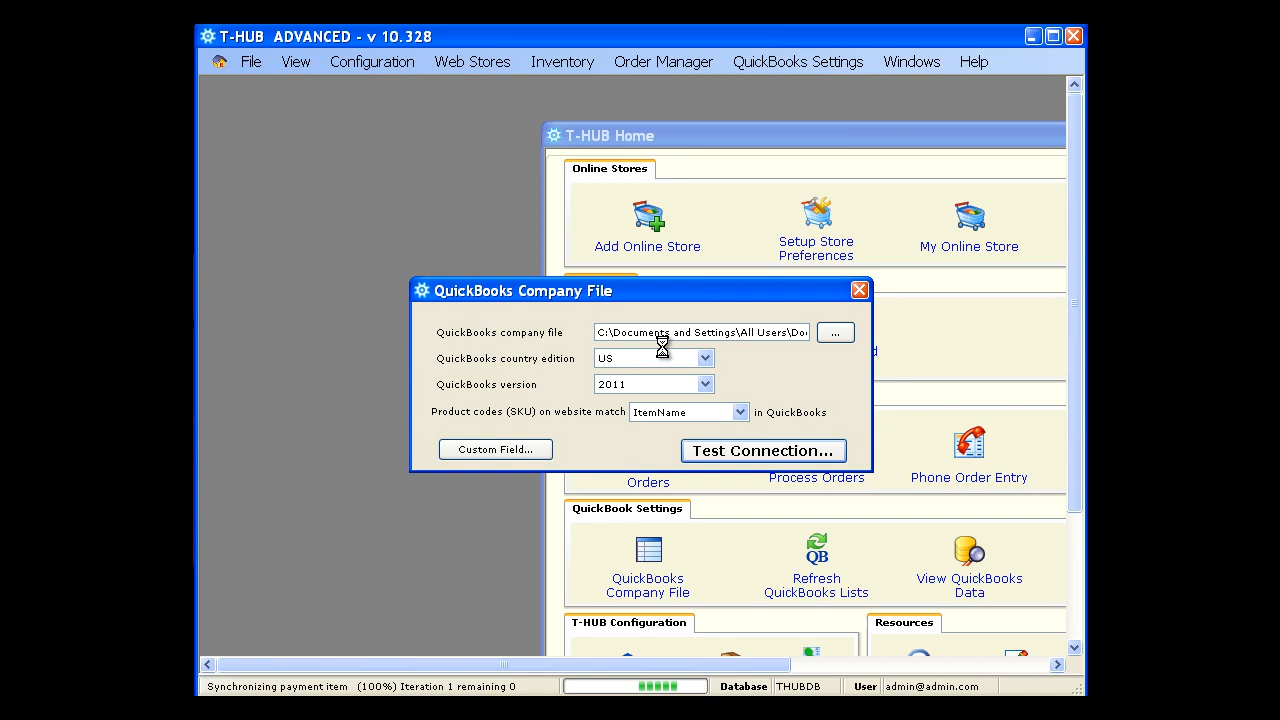 T-HUB ADVANCED - v 10.328
File View Configuration Web Stores Inventory Order Manager QuickBooks Settings Windows Help
T-HUB Home
Online Stores
Add Online Store
Setup Store
Preferences
My Online Store
QuickBooks Company File
QuickBooks company file C:\Documents and Settings\All Users\Do ...
QuickBooks country edition US
QuickBooks version 2011
Product codes (SKU) on website match ItemName in QuickBooks
Custom Field... Test Connection...
Orders
Process Orders
Phone Order Entry
QuickBook Settings
QuickBooks
Company File
Refresh
QuickBooks Lists
View QuickBooks
Data
T-HUB Configuration
Resources
Synchronizing payment item (100%) Iteration 1 remaining 0 Database THUBDB User admin@admin.com